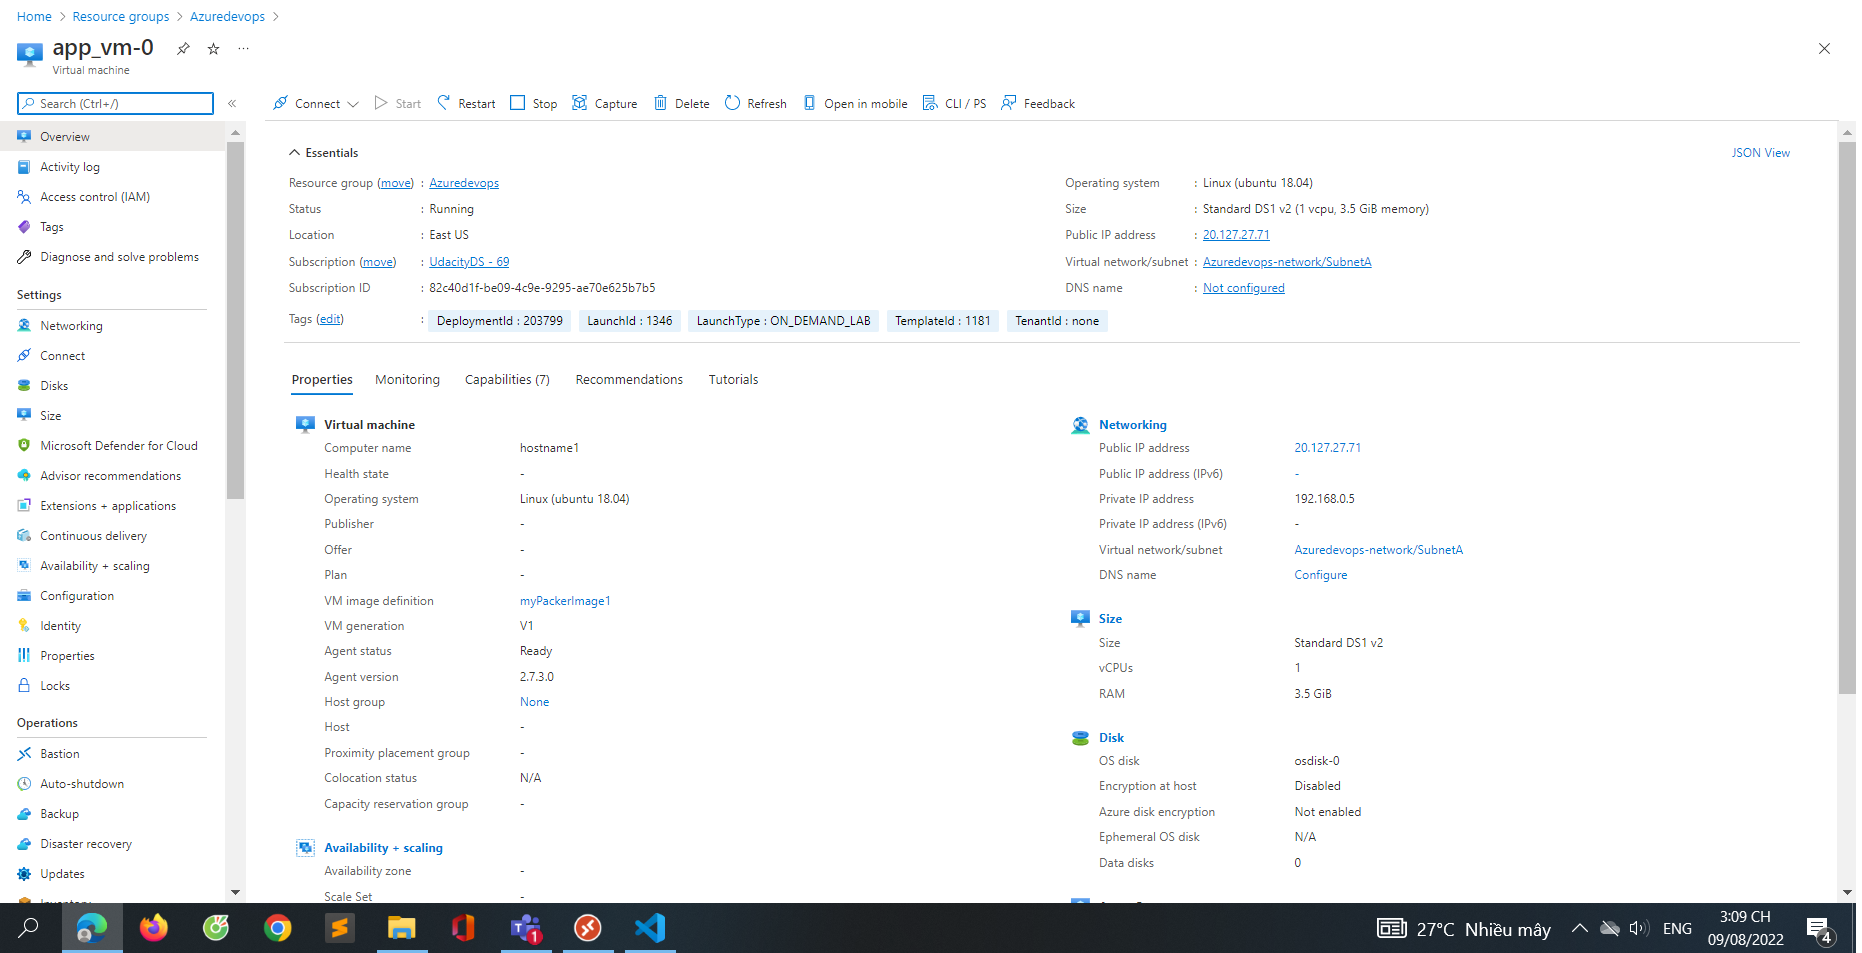 Home > Resource groups > Azuredevops >
app_vm-0
Virtual machine
Search (Ctrl+/)
Overview
Activity log
Access control (IAM)
Tags
Diagnose and solve problems
Settings
Networking
Connect
Disks
Size
Microsoft Defender for Cloud
Advisor recommendations
Extensions + applications
Continuous delivery
Availability + scaling
Configuration
Identity
Properties
Locks
Operations
Bastion
Auto-shutdown
Backup
Disaster recovery
Updates
Inventory
Connect Start Restart Stop Capture Delete Refresh Open in mobile CLI / PS Feedback
Essentials
JSON View
Resource group (move) : Azuredevops
Status : Running
Location : East US
Subscription (move) : UdacityDS - 69
Subscription ID : 82c40d1f-be09-4c9e-9295-ae70e625b7b5
Operating system : Linux (ubuntu 18.04)
Size : Standard DS1 v2 (1 vcpu, 3.5 GiB memory)
Public IP address : 20.127.27.71
Virtual network/subnet : Azuredevops-network/SubnetA
DNS name : Not configured
Tags (edit) : DeploymentId : 203799 LaunchId : 1346 LaunchType : ON_DEMAND_LAB TemplateId : 1181 TenantId : none
Properties Monitoring Capabilities (7) Recommendations Tutorials
Virtual machine
Computer name hostname1
Health state -
Operating system Linux (ubuntu 18.04)
Publisher -
Offer -
Plan -
VM image definition myPackerImage1
VM generation V1
Agent status Ready
Agent version 2.7.3.0
Host group None
Host -
Proximity placement group -
Colocation status N/A
Capacity reservation group -
Availability + scaling
Availability zone -
Scale Set
Networking
Public IP address 20.127.27.71
Public IP address (IPv6) -
Private IP address 192.168.0.5
Private IP address (IPv6) -
Virtual network/subnet Azuredevops-network/SubnetA
DNS name Configure
Size
Size Standard DS1 v2
vCPUs 1
RAM 3.5 GiB
Disk
OS disk osdisk-0
Encryption at host Disabled
Azure disk encryption Not enabled
Ephemeral OS disk N/A
Data disks 0
1
27°C Nhiều mây
ENG
3:09 CH
09/08/2022
4